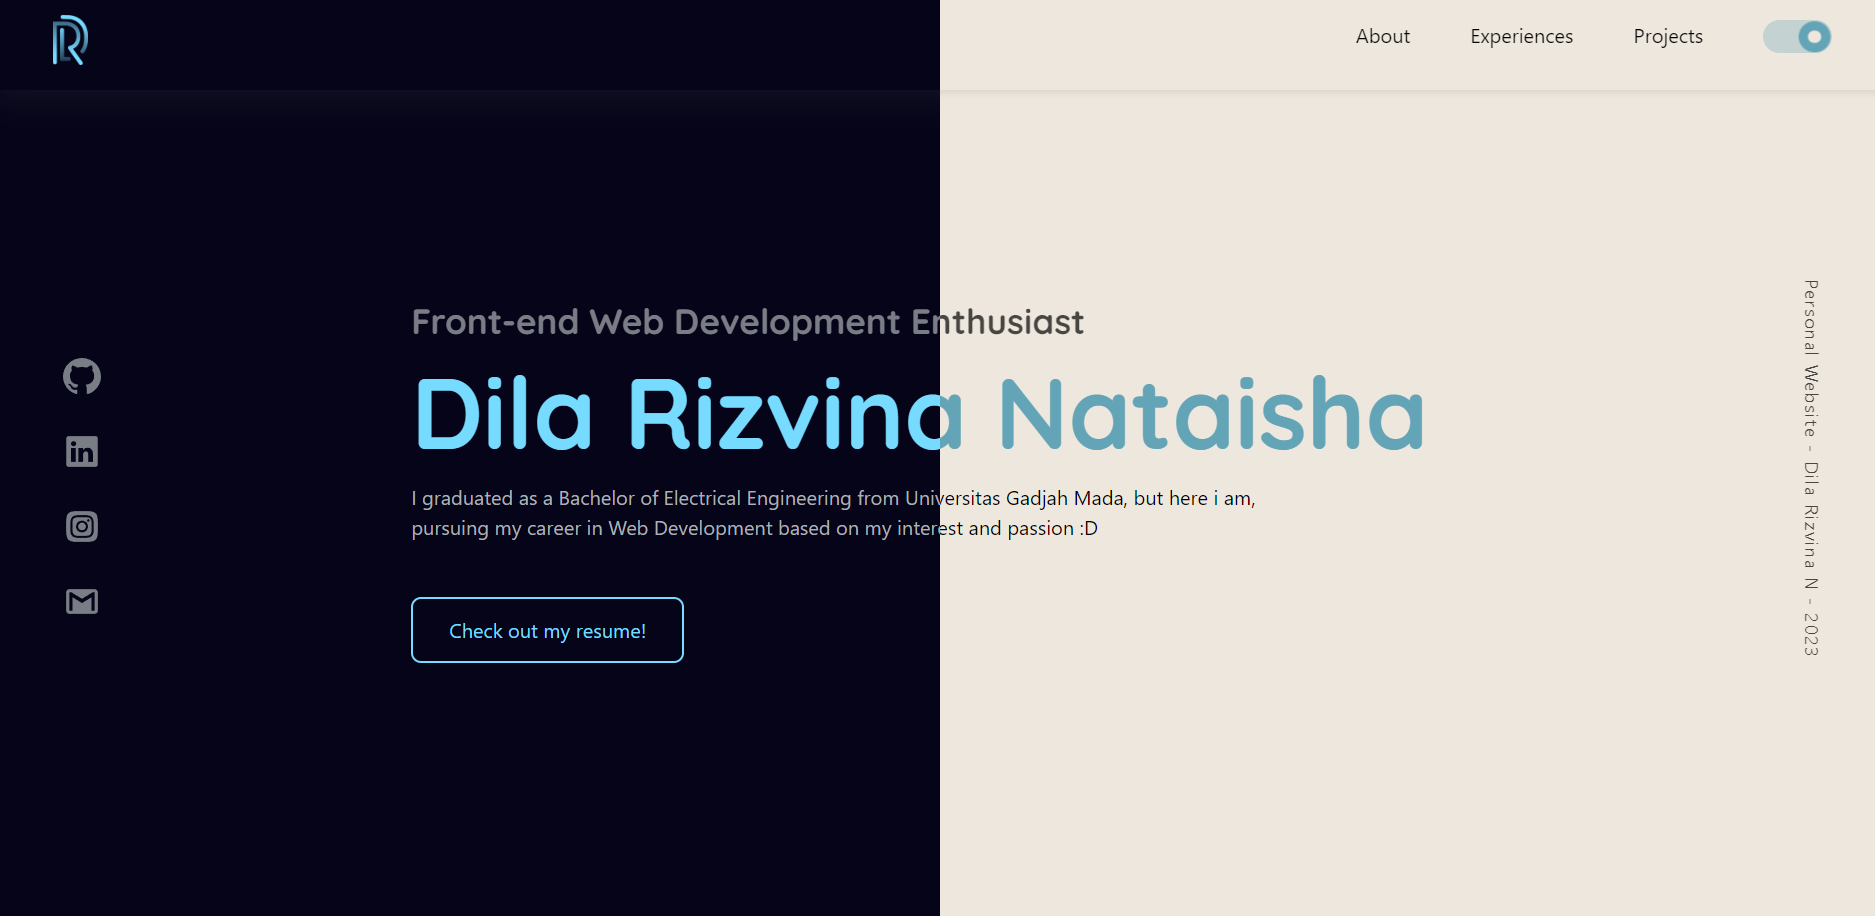 About
Experiences
Projects
Front-end Web Development Enthusiast
Dila Rizvina Nataisha
I graduated as a Bachelor of Electrical Engineering from Universitas Gadjah Mada, but here i am,
pursuing my career in Web Development based on my interest and passion :D
Check out my resume!
in
Personal Website - Dila Rizvina N - 2023